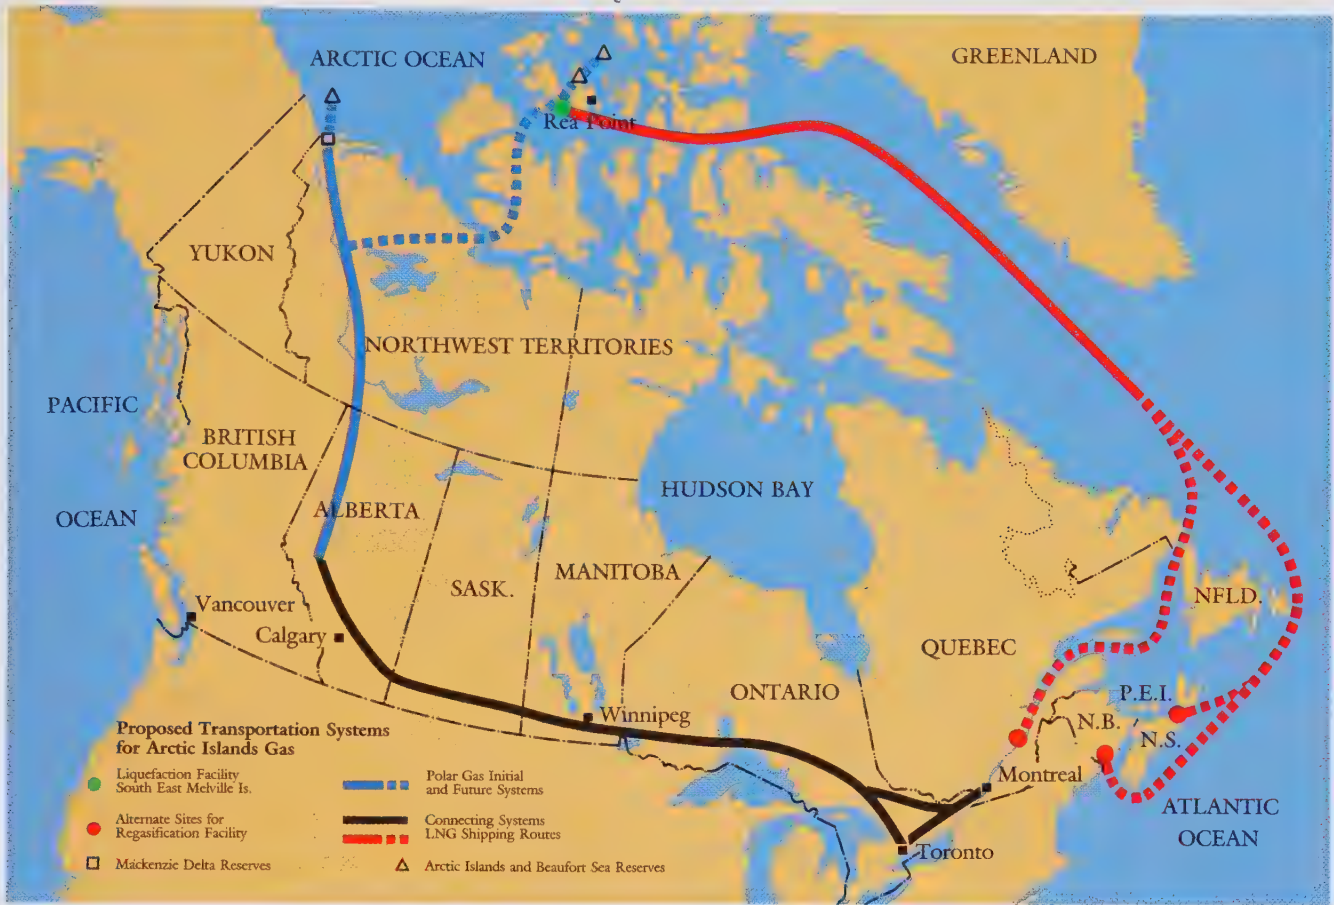 ARCTIC OCEAN
GREENLAND
Rea Point
YUKON
NORTHWEST TERRITORIES
PACIFIC
OCEAN
BRITISH
COLUMBIA
ALBERTA
HUDSON BAY
SASK.
MANITOBA
NFLD.
Vancouver
Calgary
QUEBEC
ONTARIO
P.E.I.
N.B.
N.S.
Winnipeg
Montreal
ATLANTIC
OCEAN
Toronto
Proposed Transportation Systems
for Arctic Islands Gas
Liquefaction Facility
South East Melville Is.
Alternate Sites for
Regasification Facility
Mackenzie Delta Reserves
Polar Gas Initial
and Future Systems
Connecting Systems
LNG Shipping Routes
Arctic Islands and Beaufort Sea Reserves